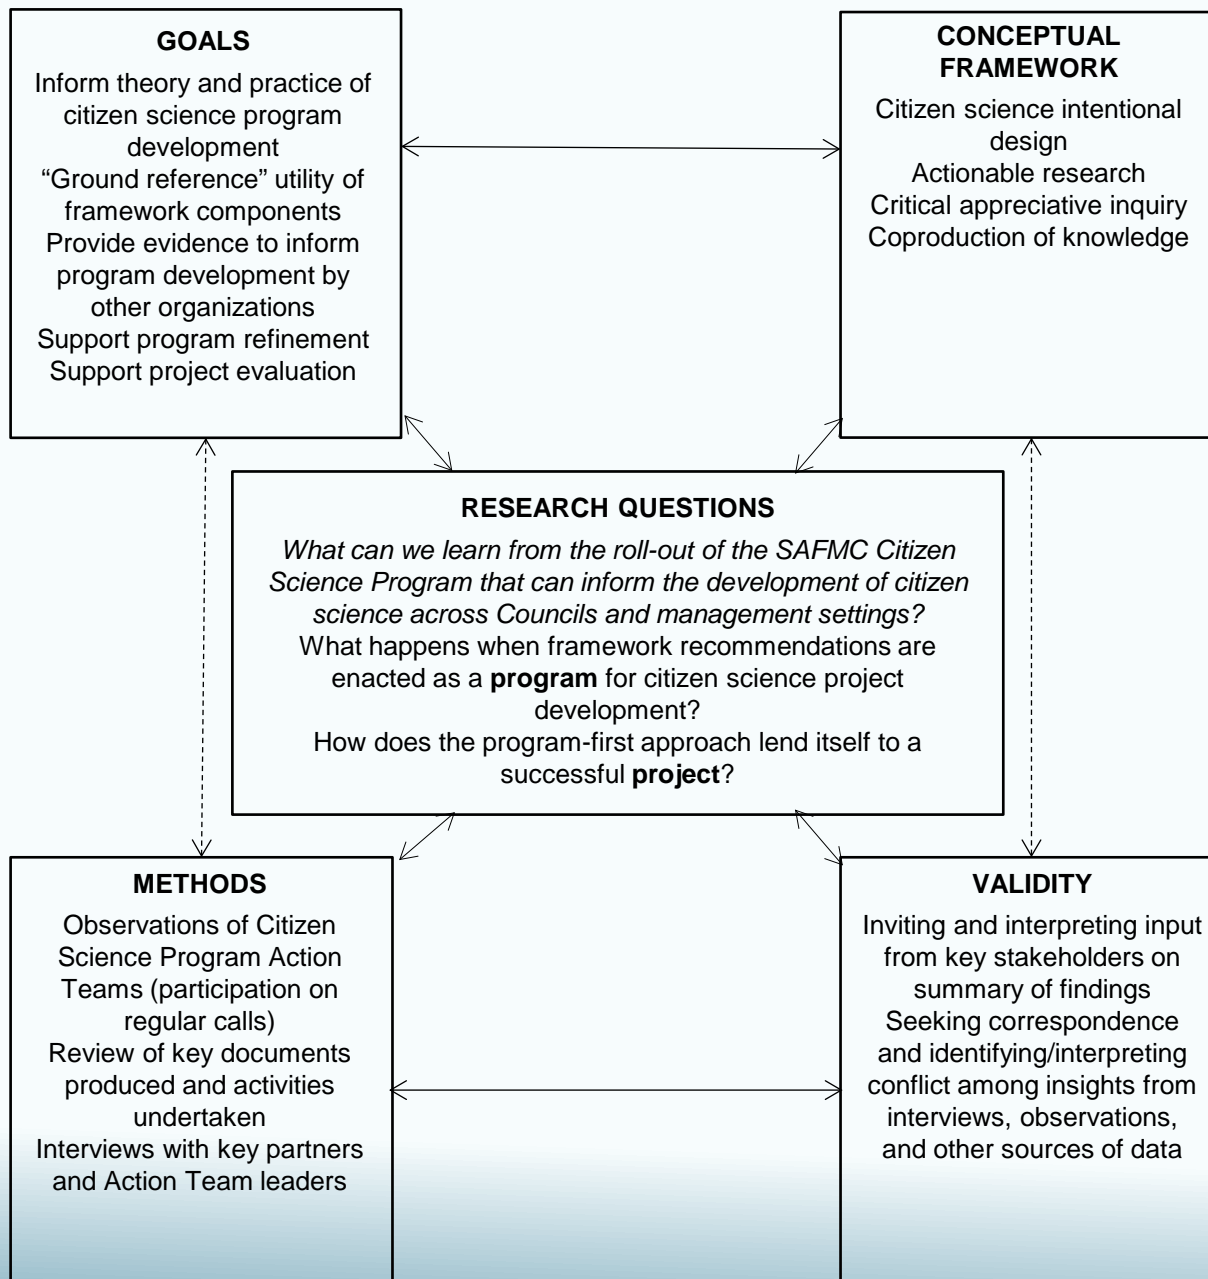 GOALS
Inform theory and practice of
citizen science program
development
“Ground reference” utility of
framework components
Provide evidence to inform
program development by
other organizations
Support program refinement
Support project evaluation
CONCEPTUAL
FRAMEWORK
Citizen science intentional
design
Actionable research
Critical appreciative inquiry
Coproduction of knowledge
RESEARCH QUESTIONS
What can we learn from the roll-out of the SAFMC Citizen
Science Program that can inform the development of citizen
science across Councils and management settings?
What happens when framework recommendations are
enacted as a program for citizen science project
development?
How does the program-first approach lend itself to a
successful project?
METHODS
Observations of Citizen
Science Program Action
Teams (participation on
regular calls)
Review of key documents
produced and activities
undertaken
Interviews with key partners
and Action Team leaders
VALIDITY
Inviting and interpreting input
from key stakeholders on
summary of findings
Seeking correspondence
and identifying/interpreting
conflict among insights from
interviews, observations,
and other sources of data